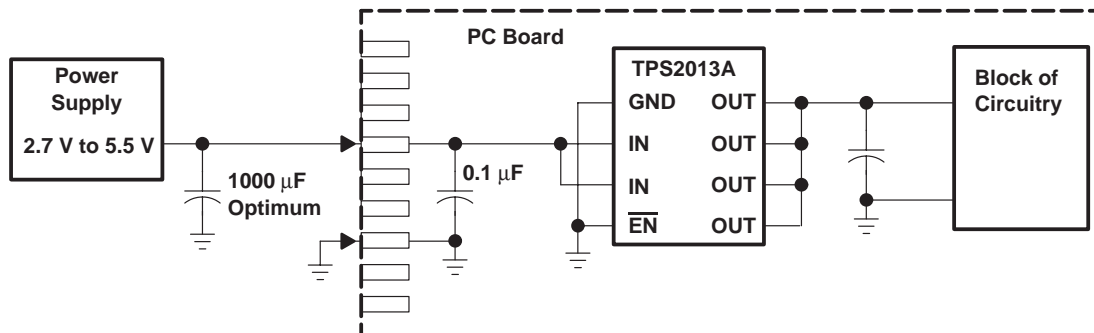 PC Board
Power
Supply
2.7 V to 5.5 V
1000 μF
Optimum
0.1 μF
TPS2013A
GND OUT
IN OUT
IN OUT
E̅N̅ OUT
Block of
Circuitry